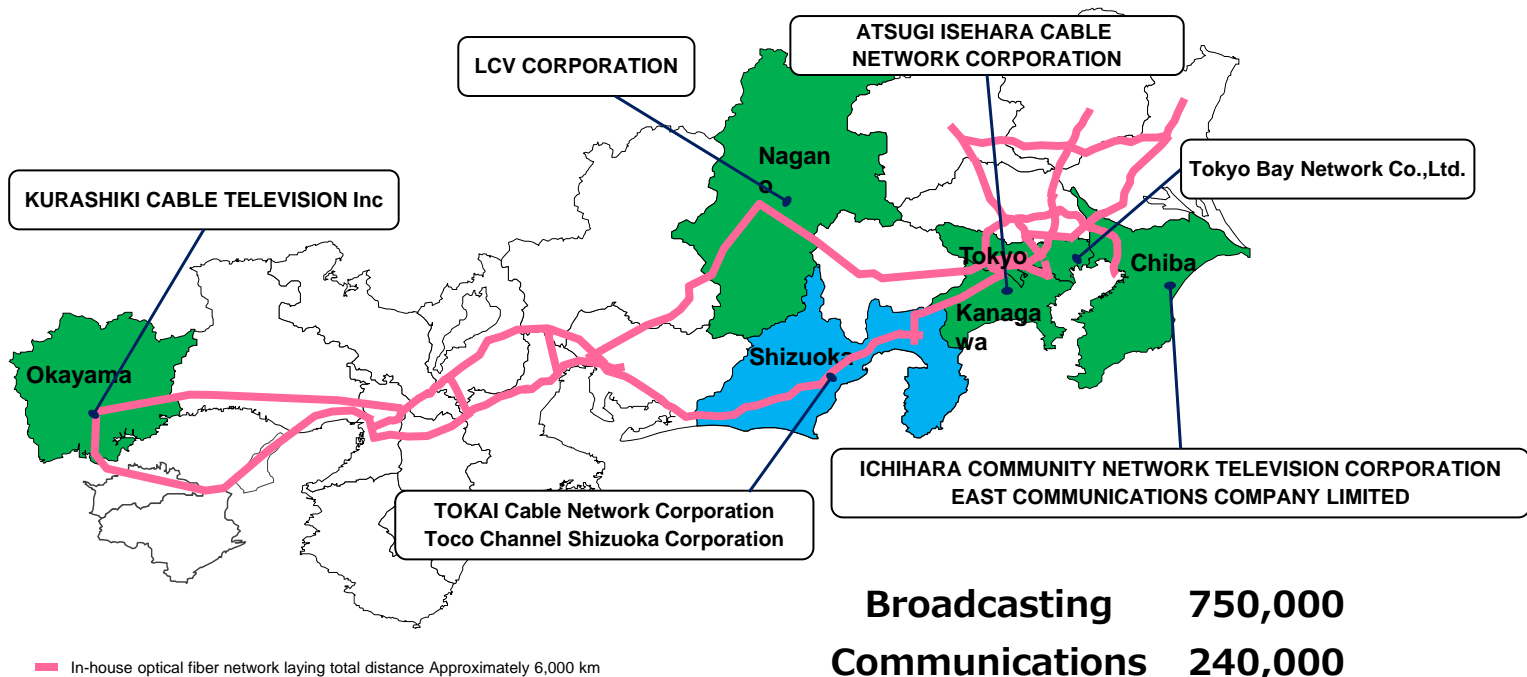 ATSUGI ISEHARA CABLE
NETWORK CORPORATION
LCV CORPORATION
Nagan
o
Tokyo Bay Network Co.,Ltd.
KURASHIKI CABLE TELEVISION Inc
Tokyo
Chiba
Kanaga
wa
Shizuoka
Okayama
ICHIHARA COMMUNITY NETWORK TELEVISION CORPORATION
EAST COMMUNICATIONS COMPANY LIMITED
TOKAI Cable Network Corporation
Toco Channel Shizuoka Corporation
Broadcasting 750,000
Communications 240,000
In-house optical fiber network laying total distance Approximately 6,000 km